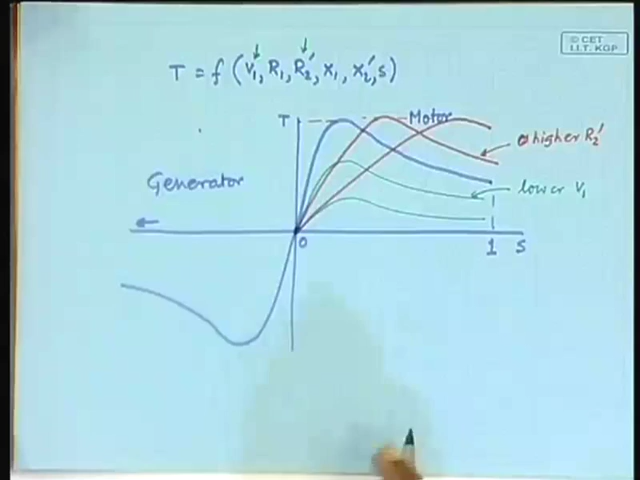 © CET
I.I.T. KGP
T = f (V₁, R₁, R₂', X₁, X₂', s)
T Motor
higher R₂'
Generator
lower V₁
0 1 S